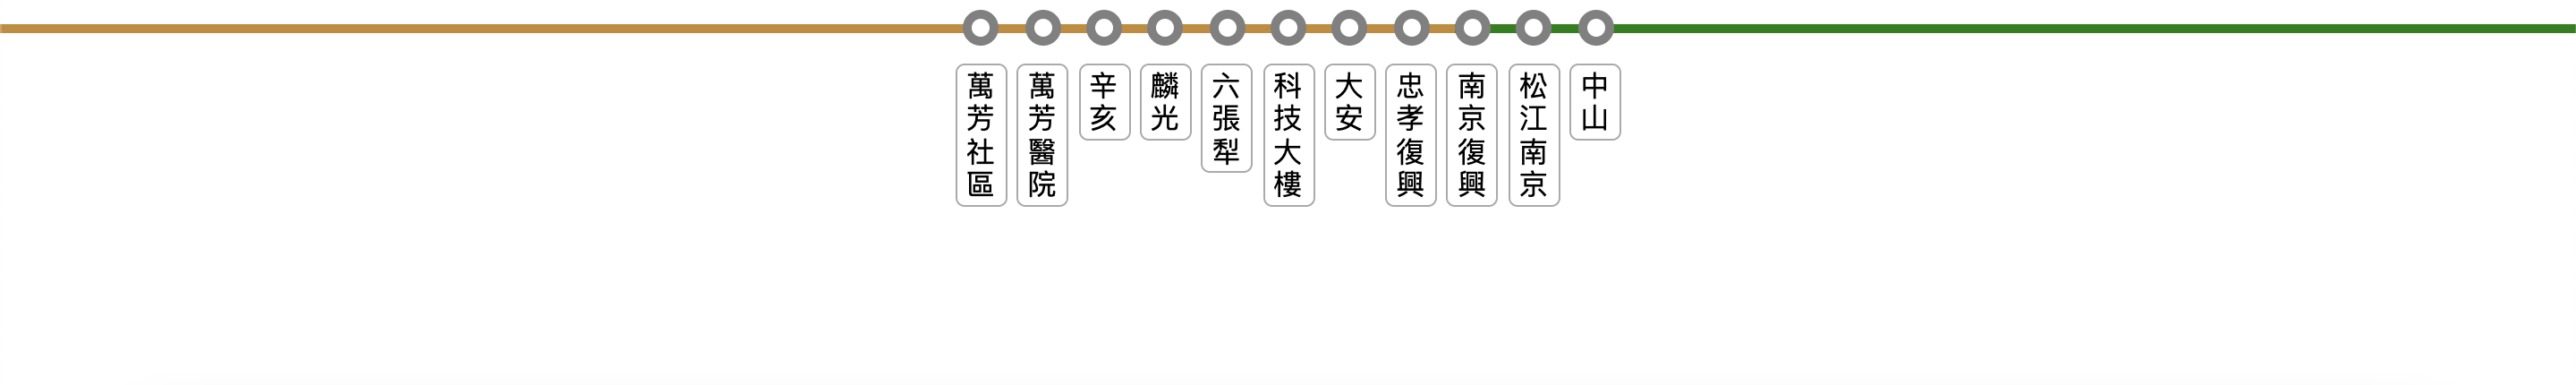 萬芳社區
萬芳醫院
辛亥
麟光
六張犁
科技大樓
大安
忠孝復興
南京復興
松江南京
中山